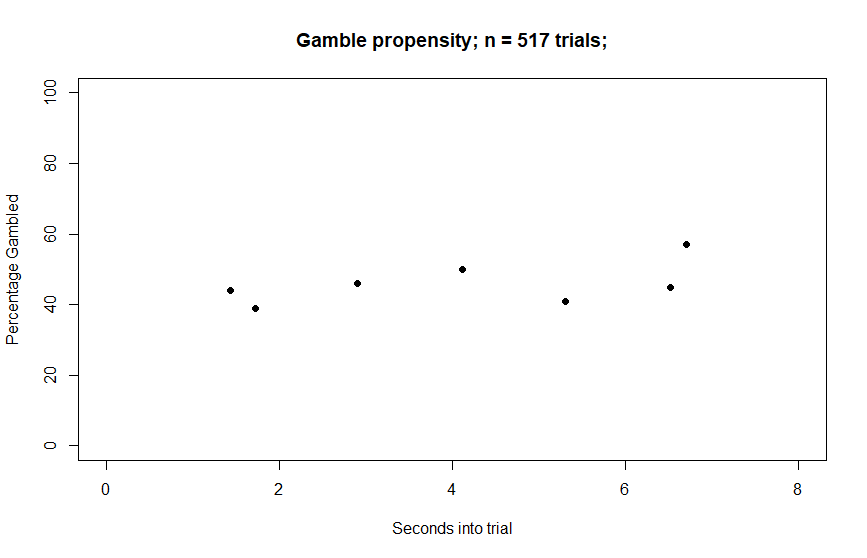 Gamble propensity; n = 517 trials;
Percentage Gambled
100
80
60
40
20
0
0 2 4 6 8
Seconds into trial